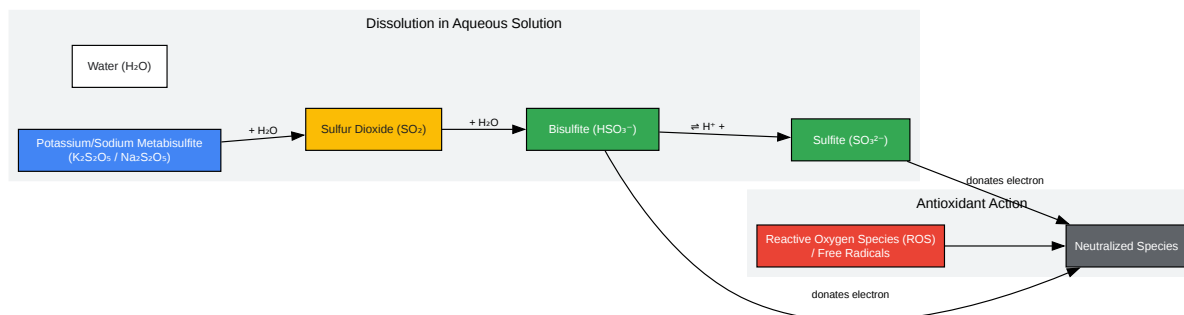 Dissolution in Aqueous Solution
Water (H₂O)
Potassium/Sodium Metabisulfite
(K₂S₂O₅ / Na₂S₂O₅)
+ H₂O
Sulfur Dioxide (SO₂)
+ H₂O
Bisulfite (HSO₃⁻)
⇌ H⁺ +
Sulfite (SO₃²⁻)
donates electron
Antioxidant Action
Reactive Oxygen Species (ROS)
/ Free Radicals
Neutralized Species
donates electron